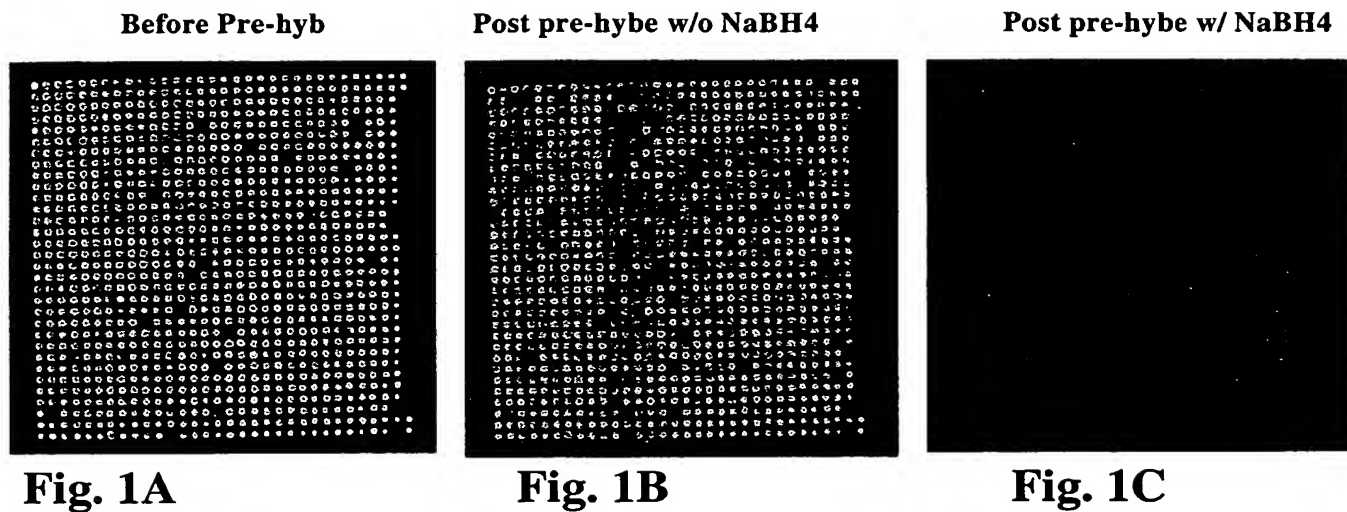 Before Pre-hyb
Post pre-hybe w/o NaBH4
Post pre-hybe w/ NaBH4
Fig. 1A
Fig. 1B
Fig. 1C